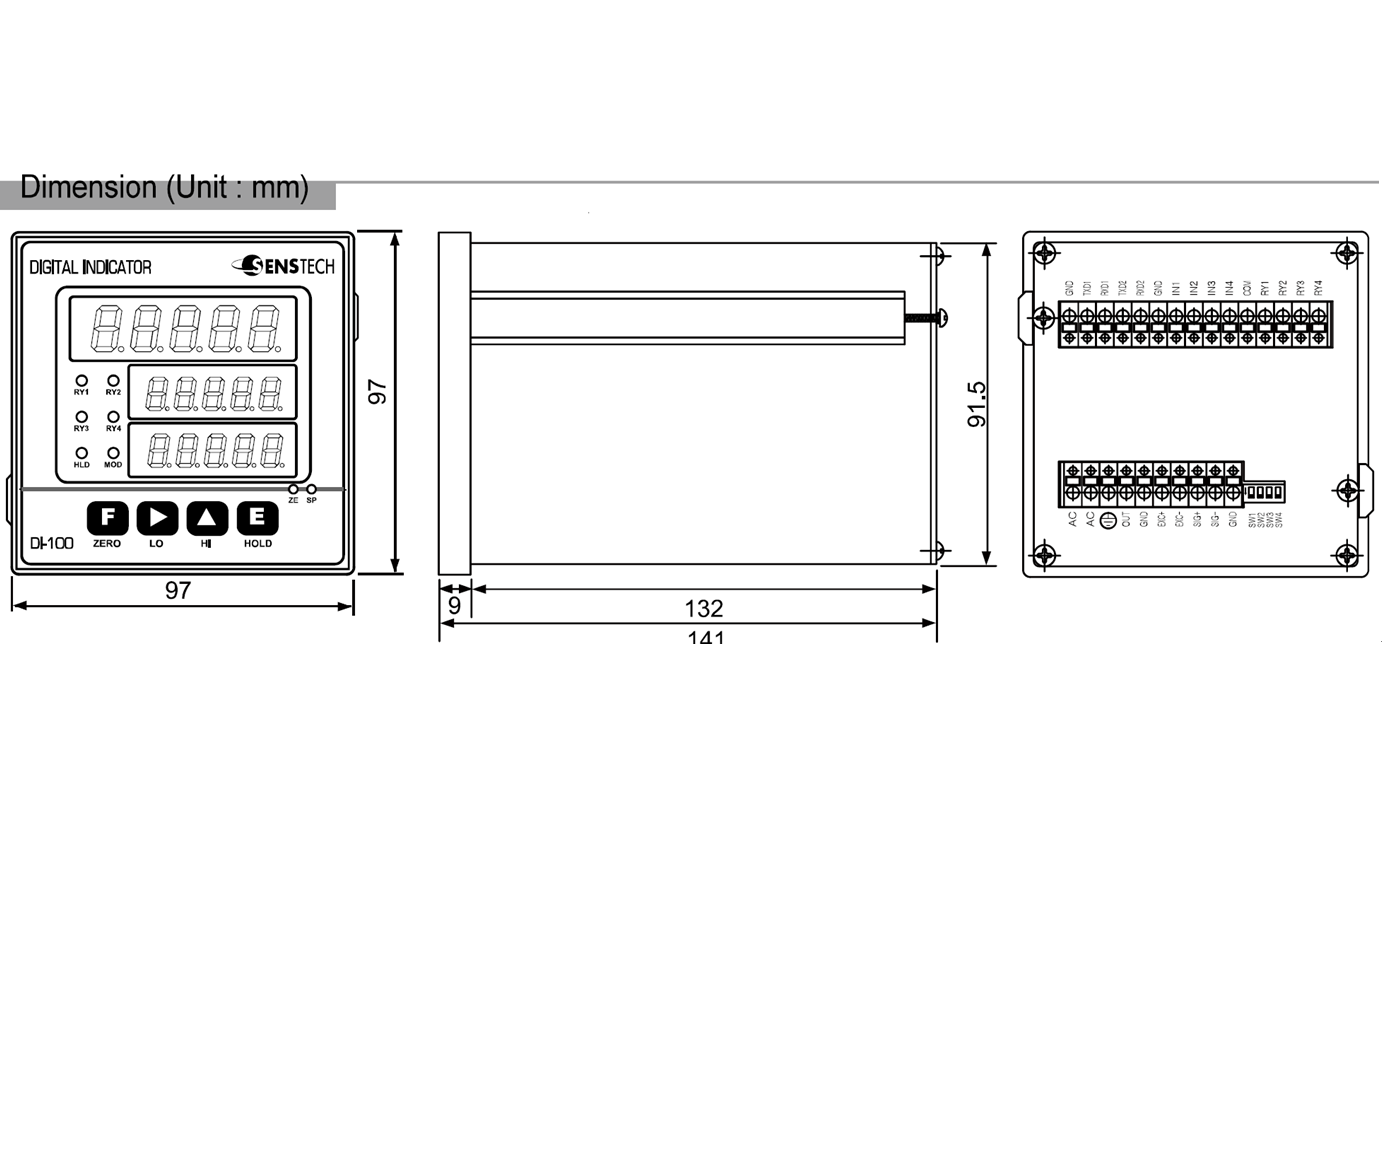 Dimension (Unit : mm)
DIGITAL INDICATOR
SENSTECH
RY1 RY2
RY3 RY4
HLD MOD
ZE SP
F E
ZERO LO HI HOLD
DI-100
97
97
91.5
9
132
141
GND TXD1 RXD1 TXD2 RXD2 GND IN1 IN2 IN3 IN4 COM RY1 RY2 RY3 RY4
AC AC OUT GND EXC+ EXC- SIG+ SIG- GND SW1 SW2 SW3 SW4